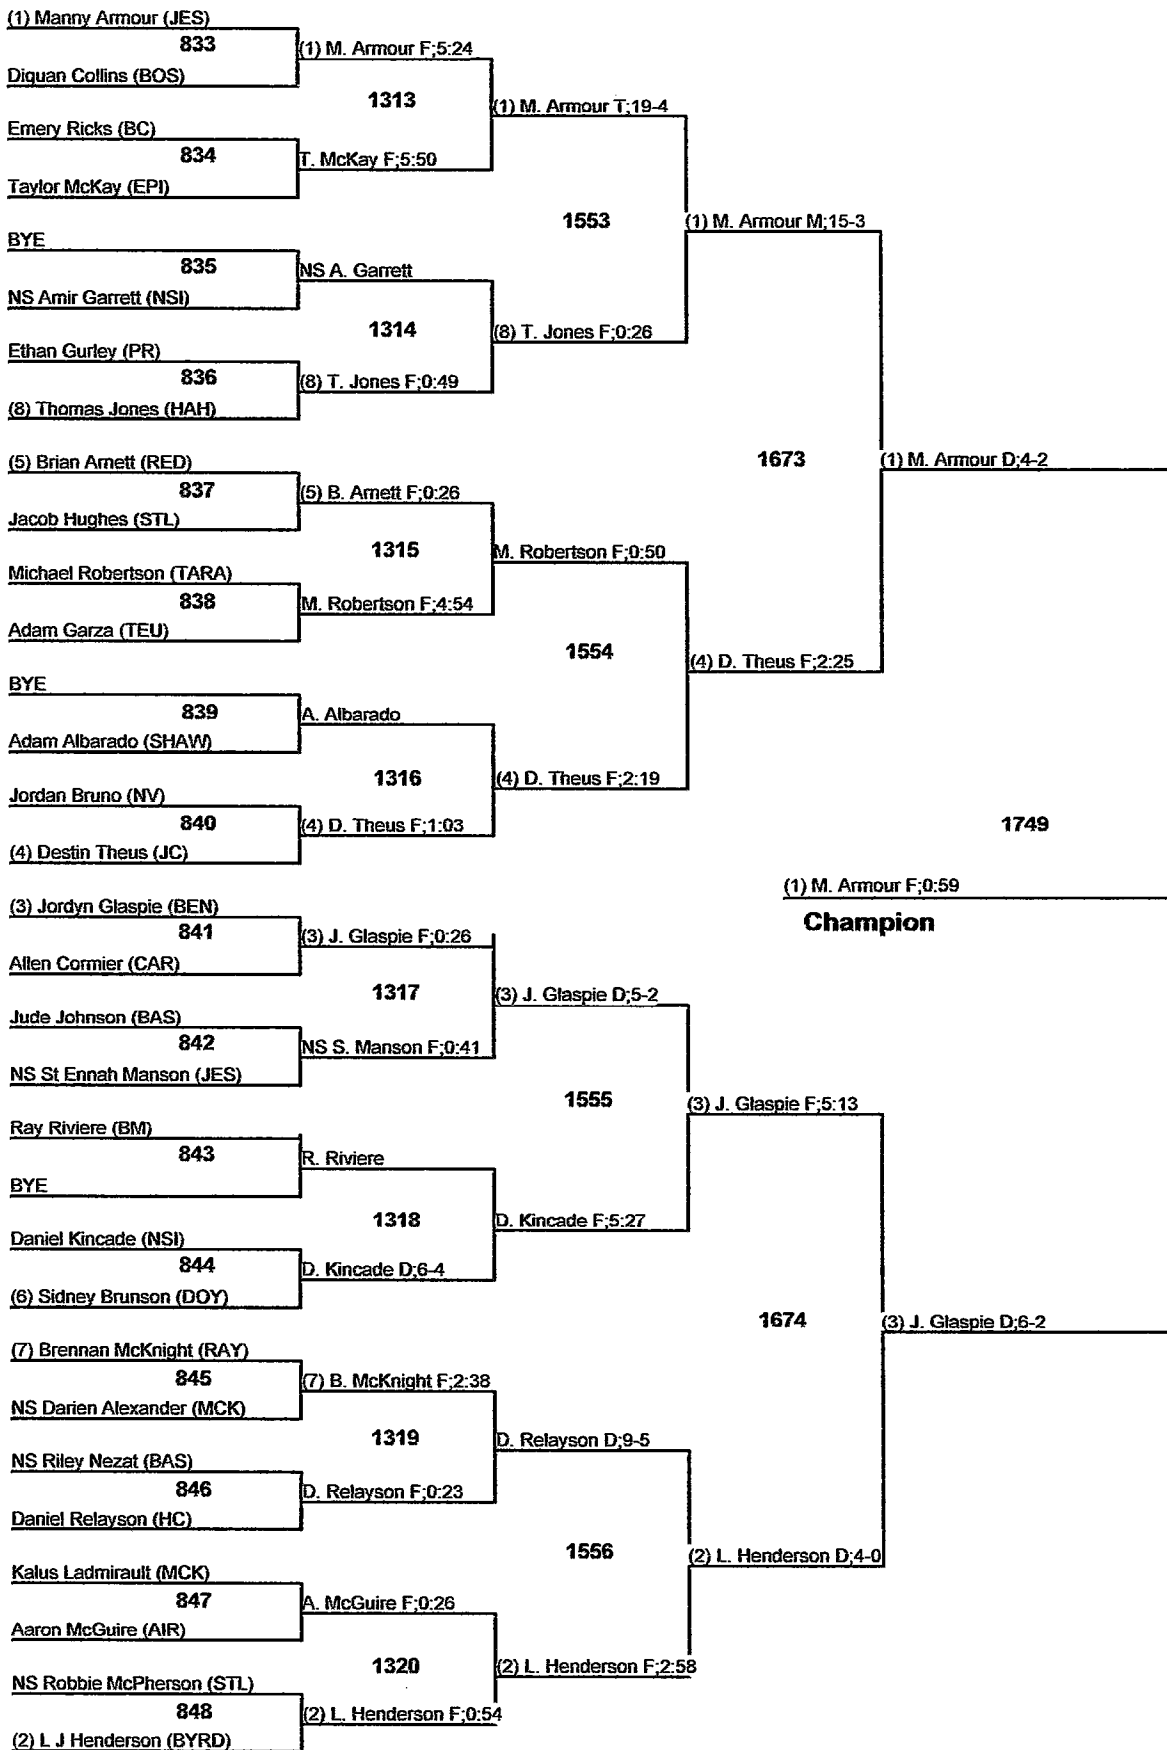 (1) Manny Armour (JES)
833
Diquan Collins (BOS)
(1) M. Armour F;5:24
1313
Emery Ricks (BC)
834
Taylor McKay (EPI)
T. McKay F;5:50
(1) M. Armour T;19-4
1553
BYE
835
NS Amir Garrett (NSI)
NS A. Garrett
1314
Ethan Gurley (PR)
836
(8) Thomas Jones (HAH)
(8) T. Jones F;0:49
(8) T. Jones F;0:26
(1) M. Armour M;15-3
1673
(5) Brian Arnett (RED)
837
Jacob Hughes (STL)
(5) B. Arnett F;0:26
1315
Michael Robertson (TARA)
838
Adam Garza (TEU)
M. Robertson F;4:54
M. Robertson F;0:50
1554
BYE
839
Adam Albarado (SHAW)
A. Albarado
1316
Jordan Bruno (NV)
840
(4) Destin Theus (JC)
(4) D. Theus F;1:03
(4) D. Theus F;2:19
(4) D. Theus F;2:25
(1) M. Armour D;4-2
1749
(1) M. Armour F;0:59
Champion
(3) Jordyn Glaspie (BEN)
841
Allen Cormier (CAR)
(3) J. Glaspie F;0:26
1317
Jude Johnson (BAS)
842
NS St Ennah Manson (JES)
NS S. Manson F;0:41
(3) J. Glaspie D;5-2
1555
Ray Riviere (BM)
843
BYE
R. Riviere
1318
Daniel Kincade (NSI)
844
(6) Sidney Brunson (DOY)
D. Kincade D;6-4
D. Kincade F;5:27
(3) J. Glaspie F;5:13
1674
(3) J. Glaspie D;6-2
(7) Brennan McKnight (RAY)
845
NS Darien Alexander (MCK)
(7) B. McKnight F;2:38
1319
NS Riley Nezat (BAS)
846
Daniel Relayson (HC)
D. Relayson F;0:23
D. Relayson D;9-5
1556
Kalus Ladmirault (MCK)
847
Aaron McGuire (AIR)
A. McGuire F;0:26
1320
NS Robbie McPherson (STL)
848
(2) L J Henderson (BYRD)
(2) L. Henderson F;0:54
(2) L. Henderson F;2:58
(2) L. Henderson D;4-0